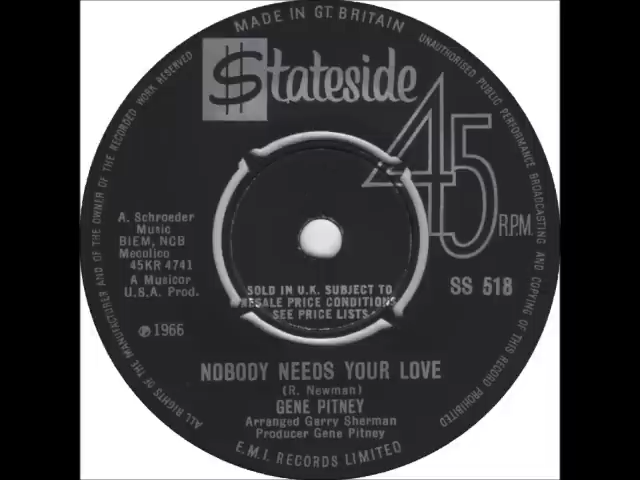 MADE IN GT. BRITAIN
UNAUTHORISED PUBLIC PERFORMANCE BROADCASTING AND COPYING OF THIS RECORD PROHIBITED
ALL RIGHTS OF THE MANUFACTURER AND OF THE OWNER OF THE RECORDED WORK RESERVED
$tateside
45
R.P.M.
A. Schroeder
Music
BIEM, NCB
Mecolico
45KR 4741
A Musicor
U.S.A. Prod.
℗ 1966
SS 518
SOLD IN U.K. SUBJECT TO
RESALE PRICE CONDITIONS
SEE PRICE LISTS
NOBODY NEEDS YOUR LOVE
(R. Newman)
GENE PITNEY
Arranged Garry Sherman
Producer Gene Pitney
E.M.I. RECORDS LIMITED